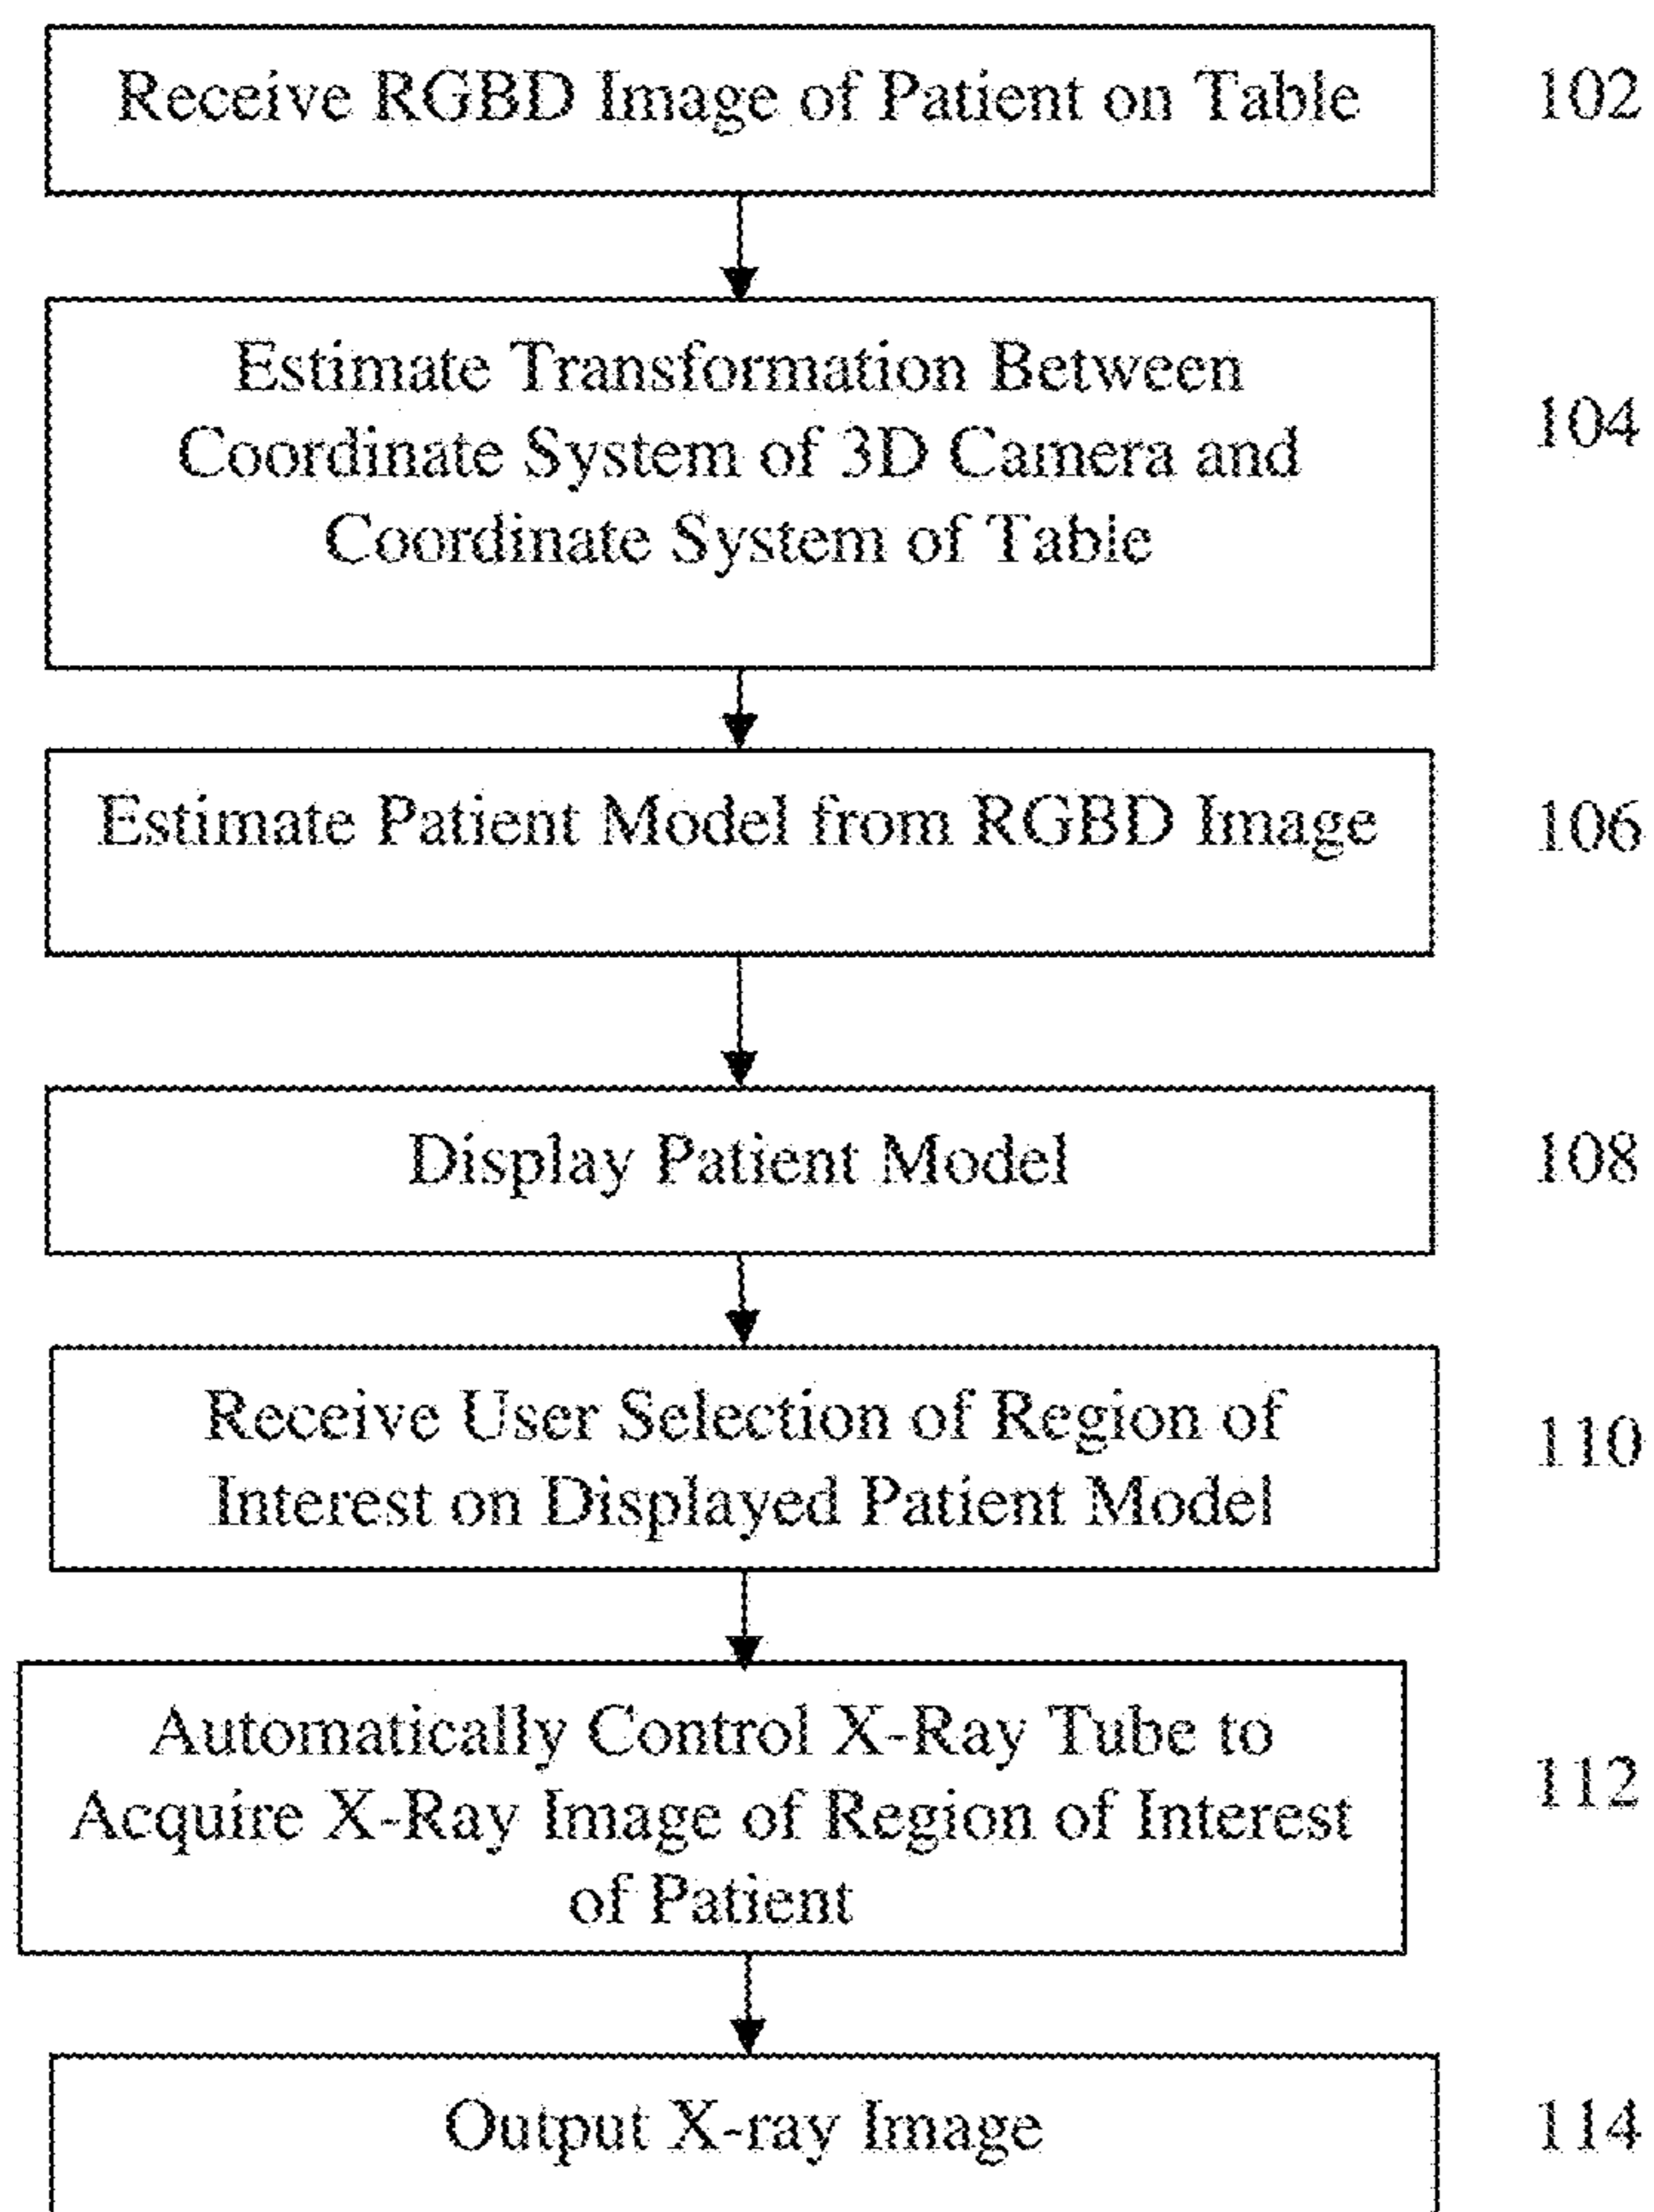 Receive RGBD Image of Patient on Table
102
Estimate Transformation Between
Coordinate System of 3D Camera and
Coordinate System of Table
104
Estimate Patient Model from RGBD Image
106
Display Patient Model
108
Receive User Selection of Region of
Interest on Displayed Patient Model
110
Automatically Control X-Ray Tube to
Acquire X-Ray Image of Region of Interest
of Patient
112
Output X-ray Image
114